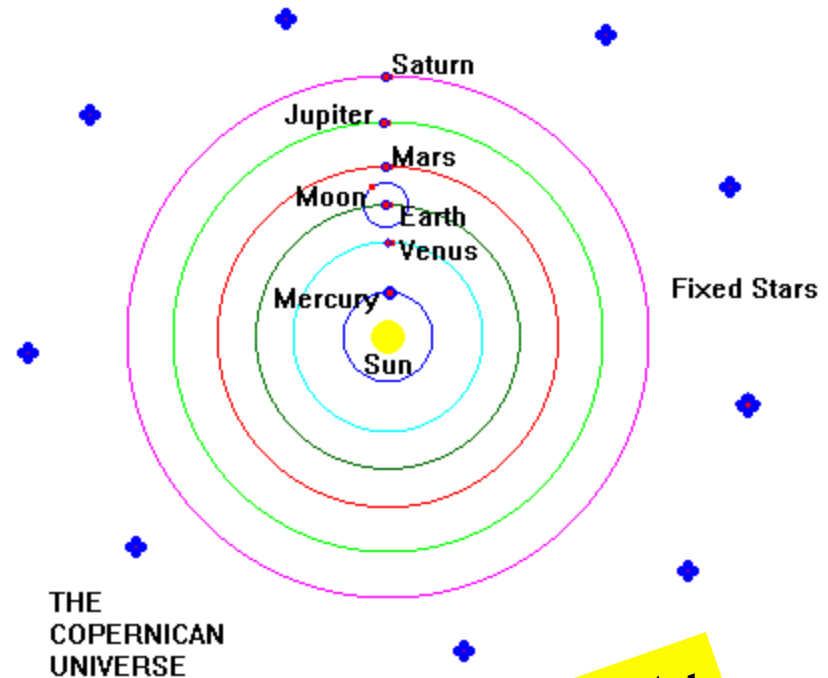 Saturn
Jupiter
Mars
Moon
Earth
Venus
Fixed Stars
Mercury
Sun
THE
COPERNICAN
UNIVERSE